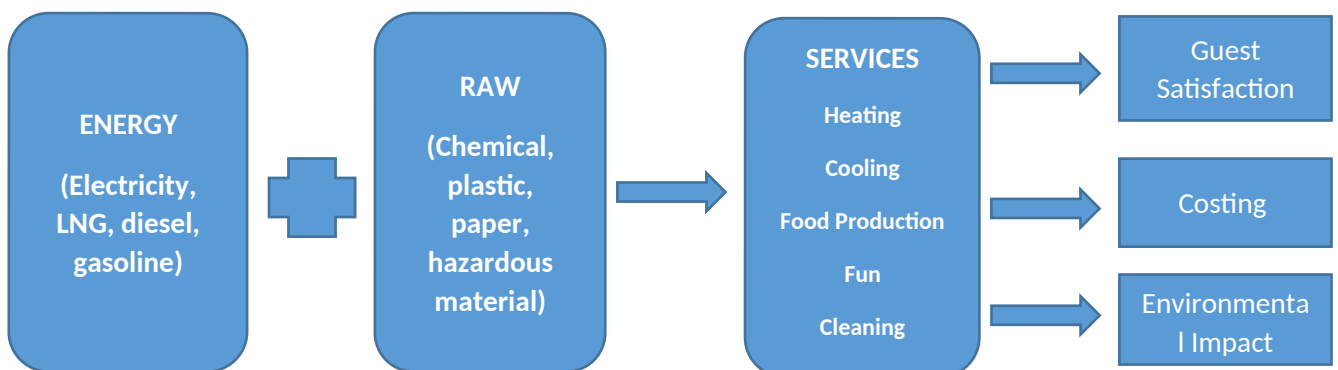 ENERGY
(Electricity,
LNG, diesel,
gasoline)
RAW
(Chemical,
plastic,
paper,
hazardous
material)
SERVICES
Heating
Cooling
Food Production
Fun
Cleaning
Guest
Satisfaction
Costing
Environmenta
l Impact